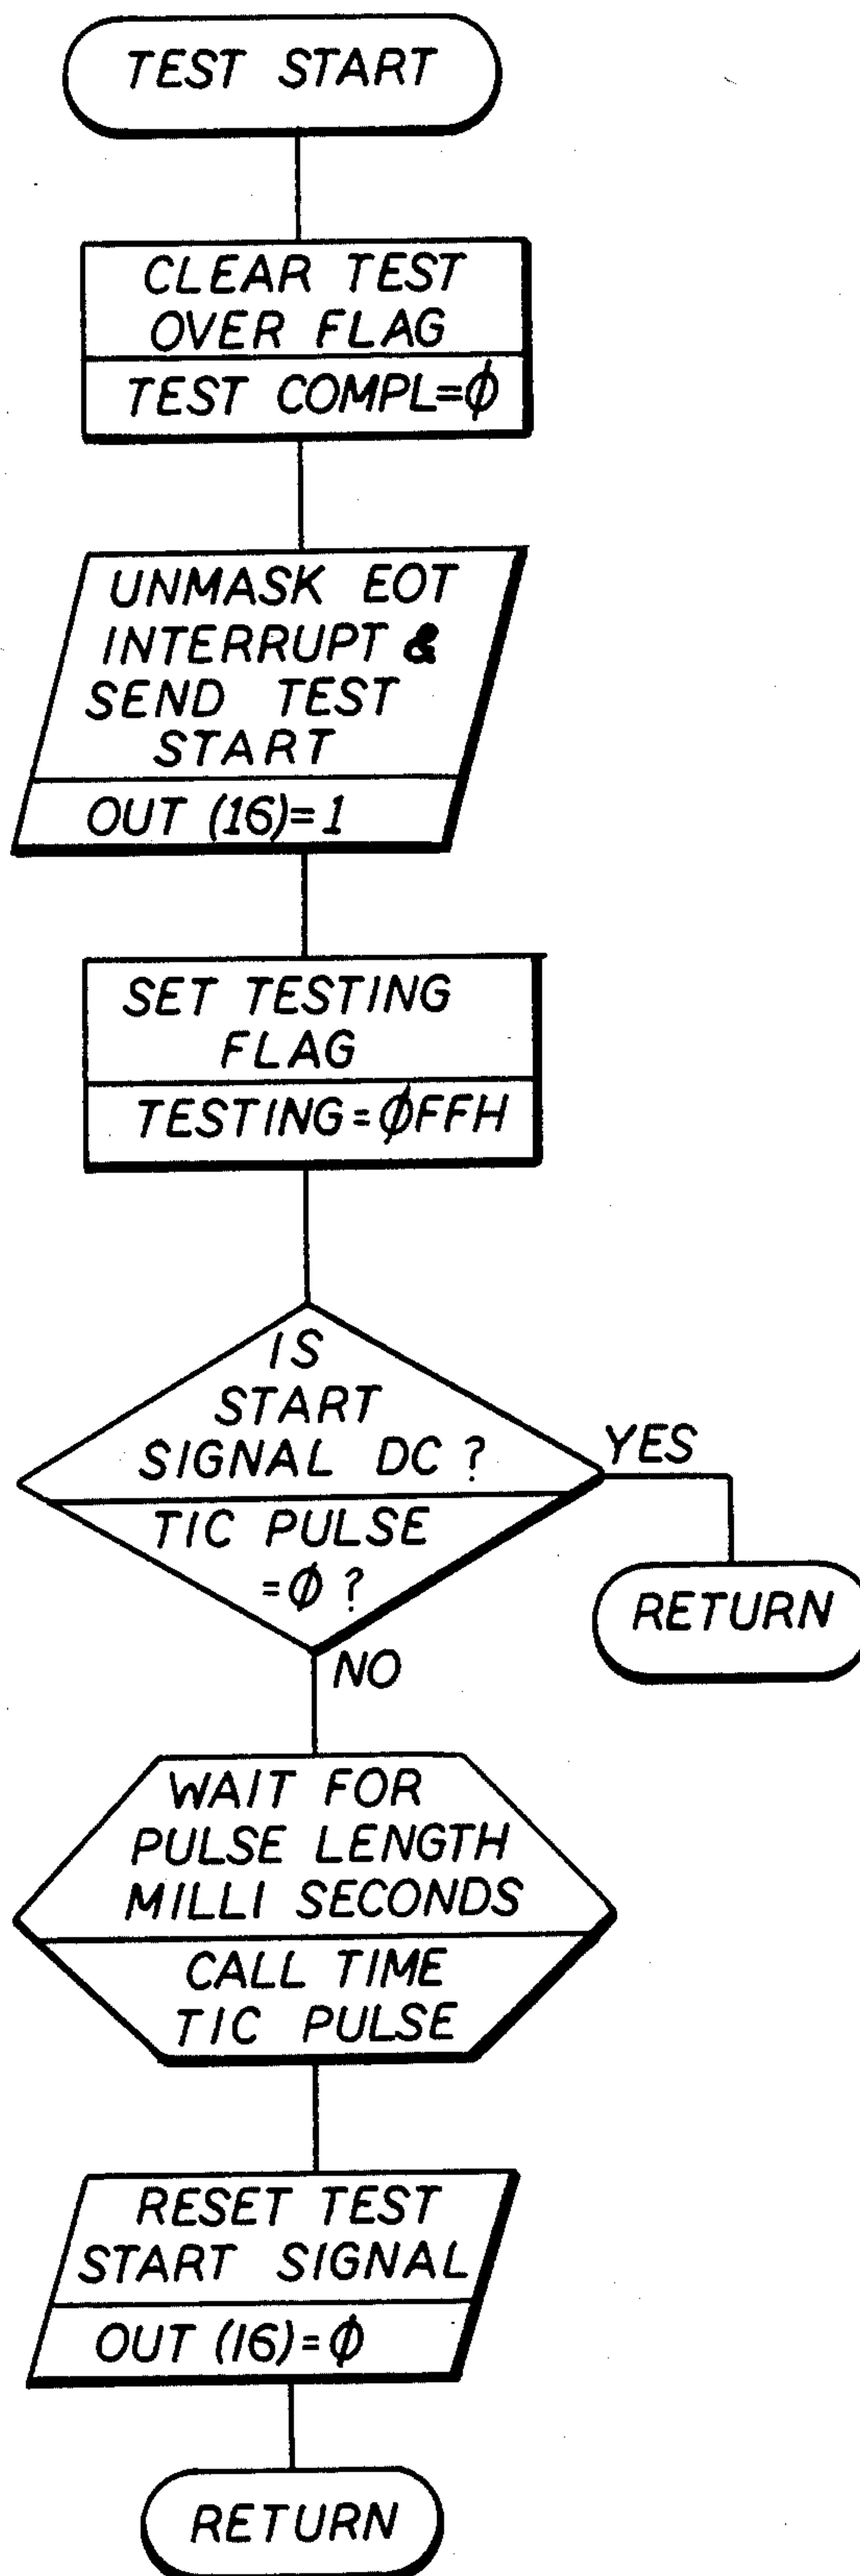 TEST START
CLEAR TEST
OVER FLAG
TEST COMPL=Ø
UNMASK EOT
INTERRUPT &
SEND TEST
START
OUT (16)=1
SET TESTING
FLAG
TESTING=ØFFH
IS
START
SIGNAL DC ?
YES
TIC PULSE
=Ø ?
RETURN
NO
WAIT FOR
PULSE LENGTH
MILLI SECONDS
CALL TIME
TIC PULSE
RESET TEST
START SIGNAL
OUT (16)=Ø
RETURN